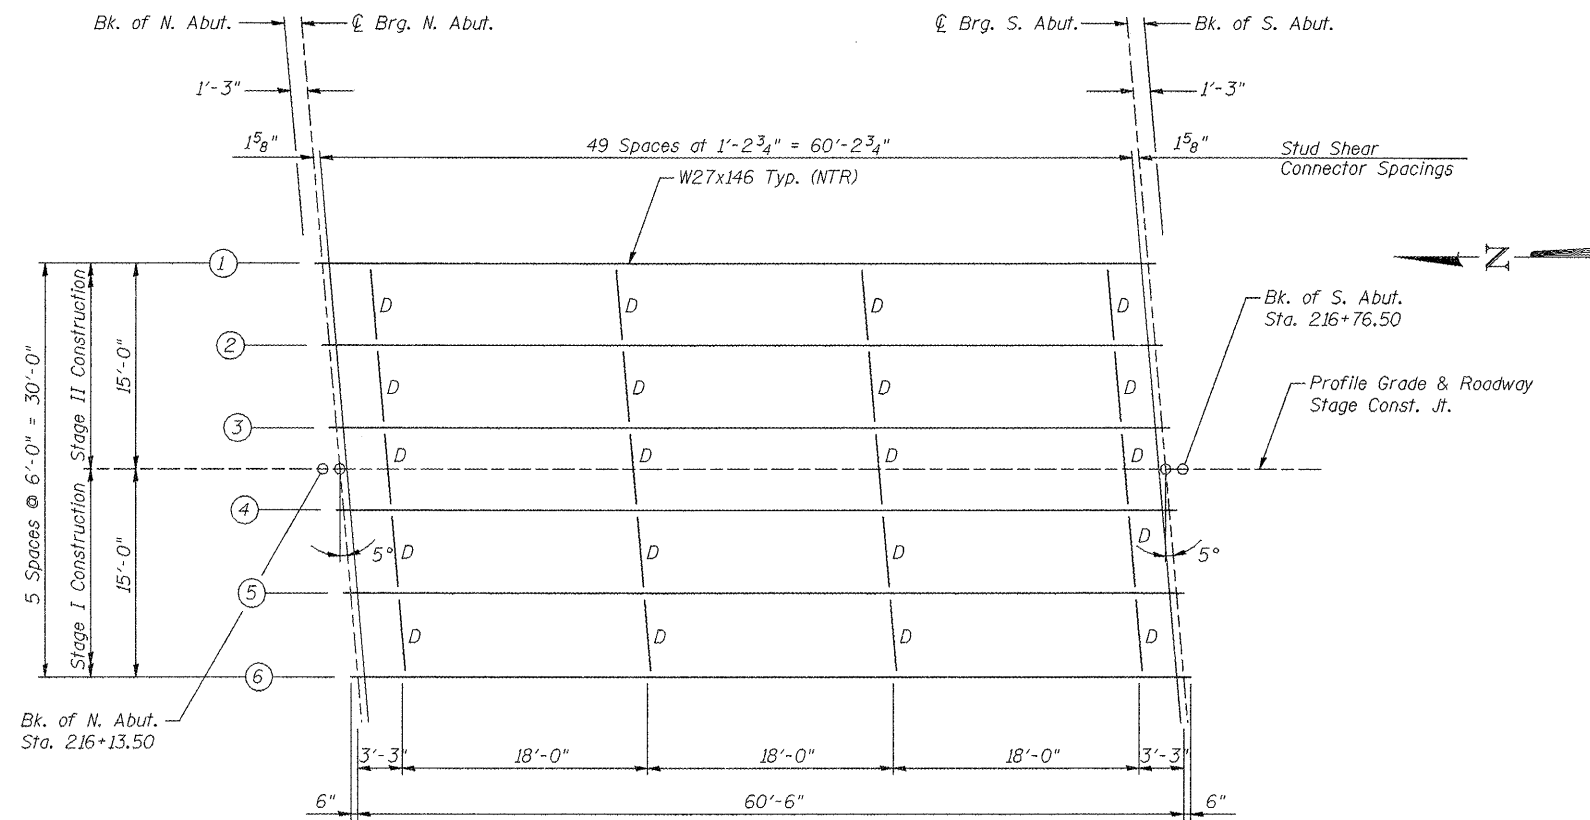 Bk. of N. Abut.
℄ Brg. N. Abut.
℄ Brg. S. Abut.
Bk. of S. Abut.
1'-3"
1'-3"
1⅝"
49 Spaces at 1'-2¾" = 60'-2¾"
1⅝"
Stud Shear
Connector Spacings
W27x146 Typ. (NTR)
N
1
D D D D
Bk. of S. Abut.
Sta. 216+76.50
2
D D D D
Profile Grade & Roadway
Stage Const. Jt.
3
D D D D
4
5° D D D D 5°
5
D D D D
6
5 Spaces @ 6'-0" = 30'-0"
Stage II Construction
15'-0"
Stage I Construction
15'-0"
Bk. of N. Abut.
Sta. 216+13.50
3'-3" 18'-0" 18'-0" 18'-0" 3'-3"
6" 60'-6" 6"